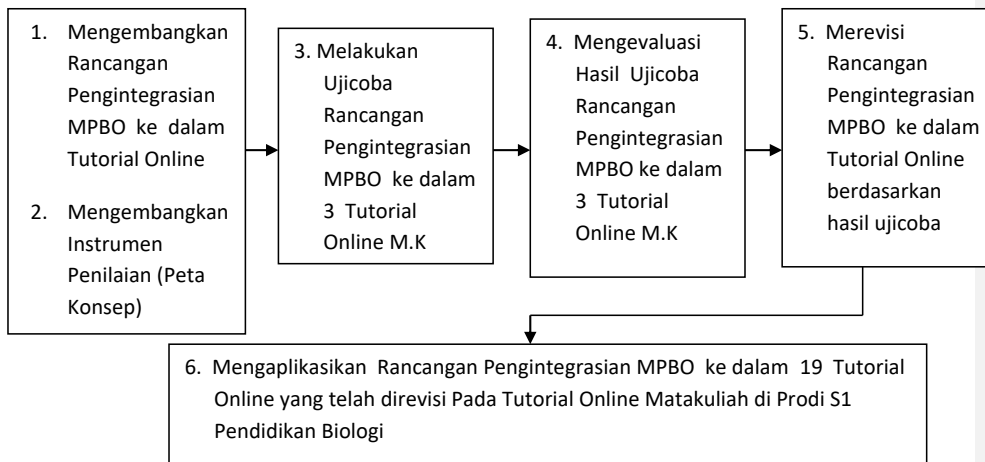 1. Mengembangkan
Rancangan
Pengintegrasian
MPBO ke dalam
Tutorial Online
2. Mengembangkan
Instrumen
Penilaian (Peta
Konsep)
3. Melakukan
Ujicoba
Rancangan
Pengintegrasian
MPBO ke dalam
3 Tutorial
Online M.K
4. Mengevaluasi
Hasil Ujicoba
Rancangan
Pengintegrasian
MPBO ke dalam
3 Tutorial
Online M.K
5. Merevisi
Rancangan
Pengintegrasian
MPBO ke dalam
Tutorial Online
berdasarkan
hasil ujicoba
6. Mengaplikasikan Rancangan Pengintegrasian MPBO ke dalam 19 Tutorial
Online yang telah direvisi Pada Tutorial Online Matakuliah di Prodi S1
Pendidikan Biologi